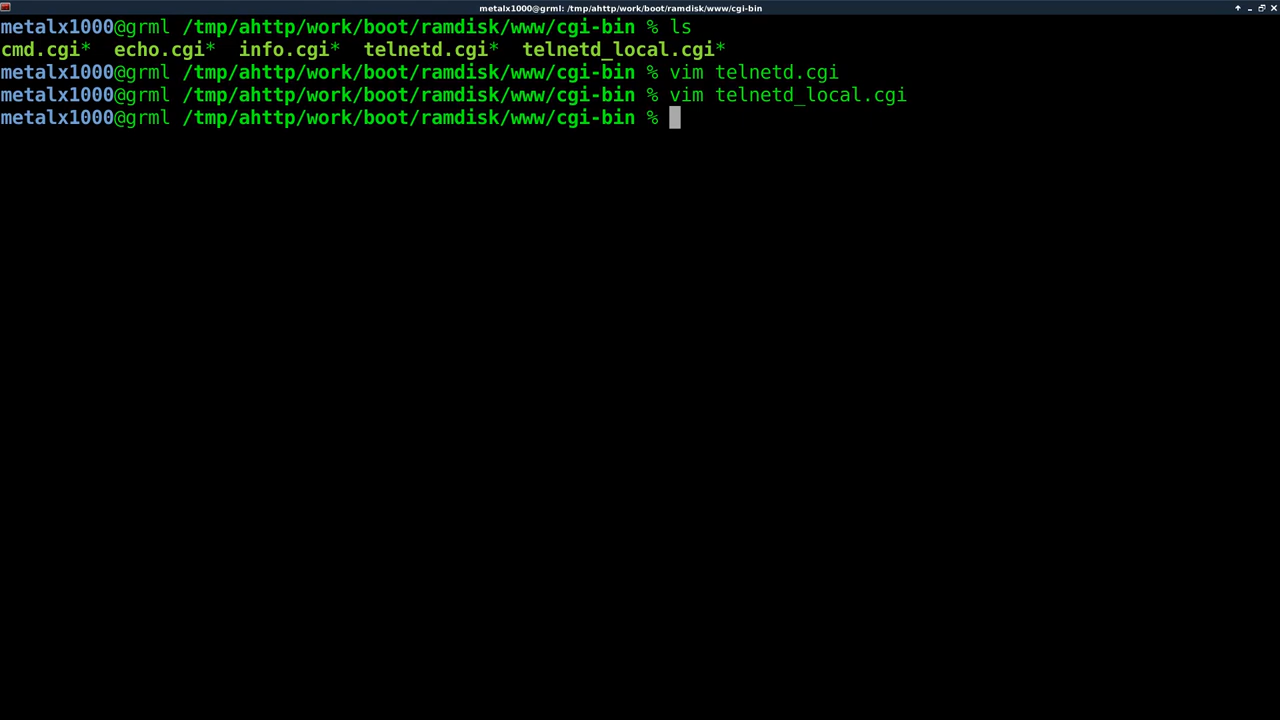 metalx1000@grml: /tmp/ahttp/work/boot/ramdisk/www/cgi-bin
metalx1000@grml /tmp/ahttp/work/boot/ramdisk/www/cgi-bin % ls
cmd.cgi*  echo.cgi*  info.cgi*  telnetd.cgi*  telnetd_local.cgi*
metalx1000@grml /tmp/ahttp/work/boot/ramdisk/www/cgi-bin % vim telnetd.cgi
metalx1000@grml /tmp/ahttp/work/boot/ramdisk/www/cgi-bin % vim telnetd_local.cgi
metalx1000@grml /tmp/ahttp/work/boot/ramdisk/www/cgi-bin %